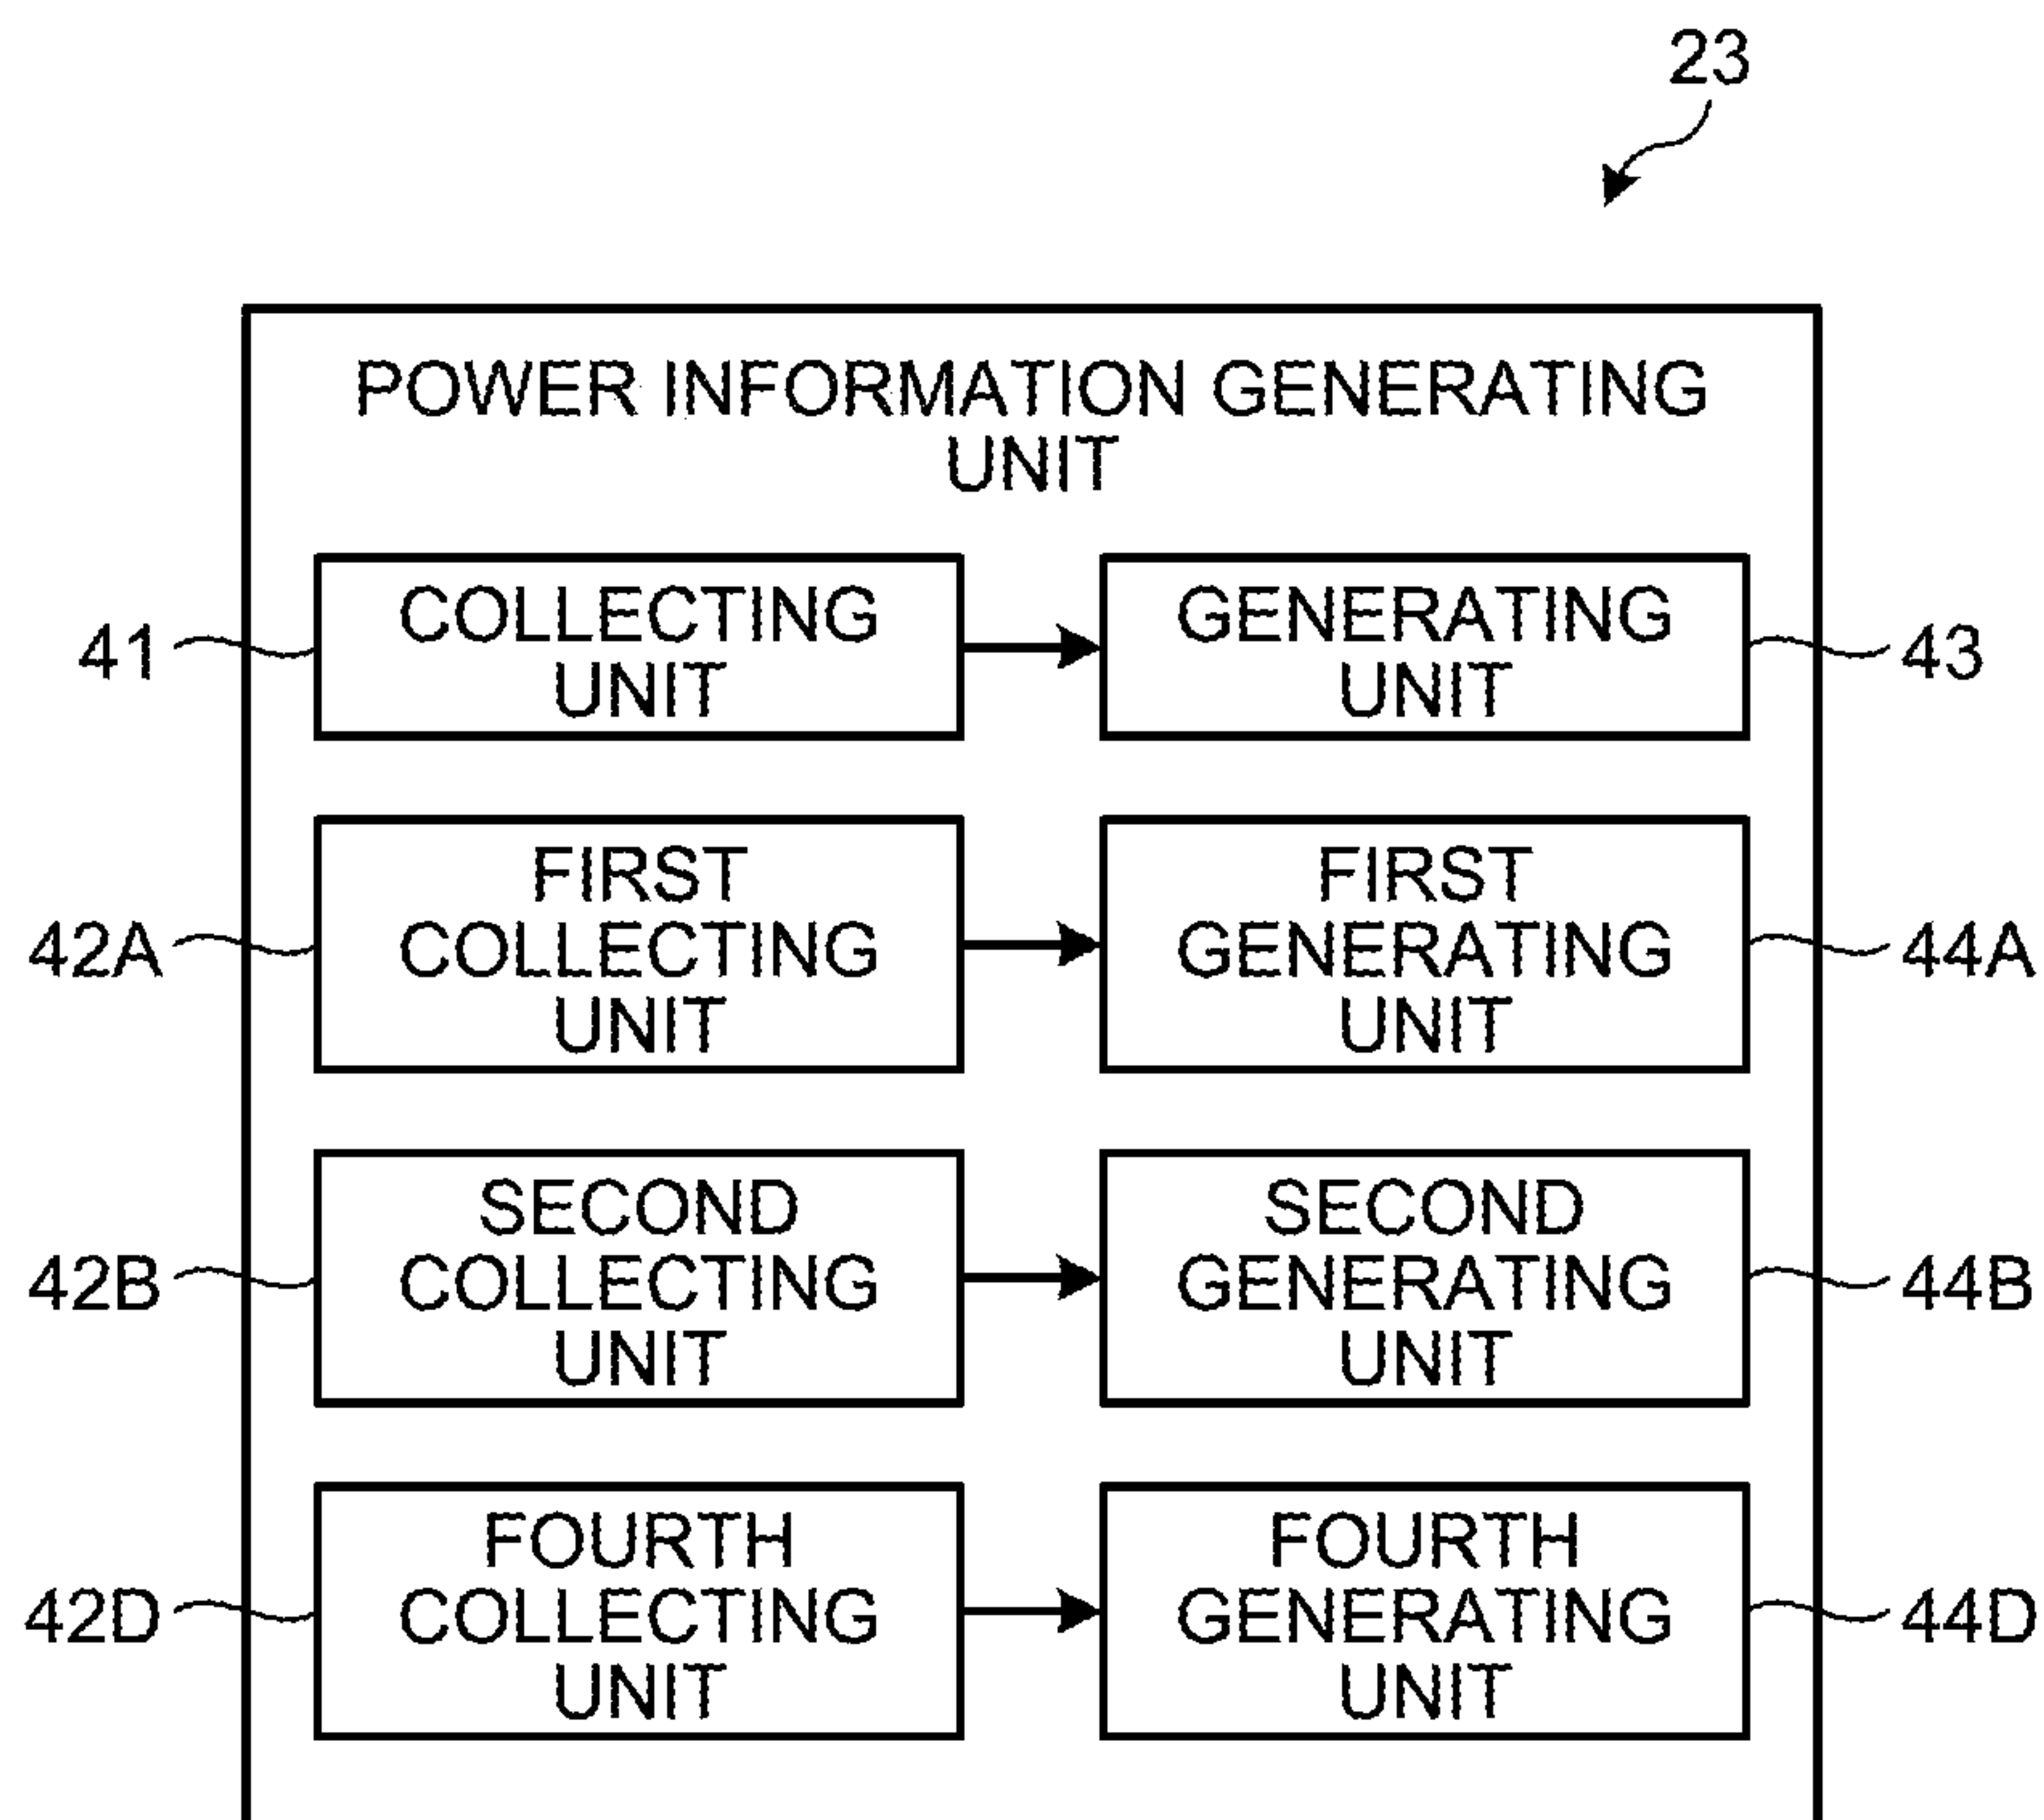 23
POWER INFORMATION GENERATING
UNIT
41
COLLECTING
UNIT
GENERATING
UNIT
43
42A
FIRST
COLLECTING
UNIT
FIRST
GENERATING
UNIT
44A
42B
SECOND
COLLECTING
UNIT
SECOND
GENERATING
UNIT
44B
42D
FOURTH
COLLECTING
UNIT
FOURTH
GENERATING
UNIT
44D